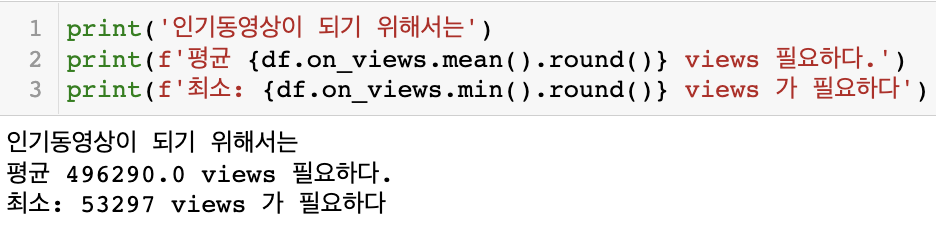 1 print('인기동영상이 되기 위해서는')
2 print(f'평균 {df.on_views.mean().round()} views 필요하다.')
3 print(f'최소: {df.on_views.min().round()} views 가 필요하다')
인기동영상이 되기 위해서는
평균 496290.0 views 필요하다.
최소: 53297 views 가 필요하다